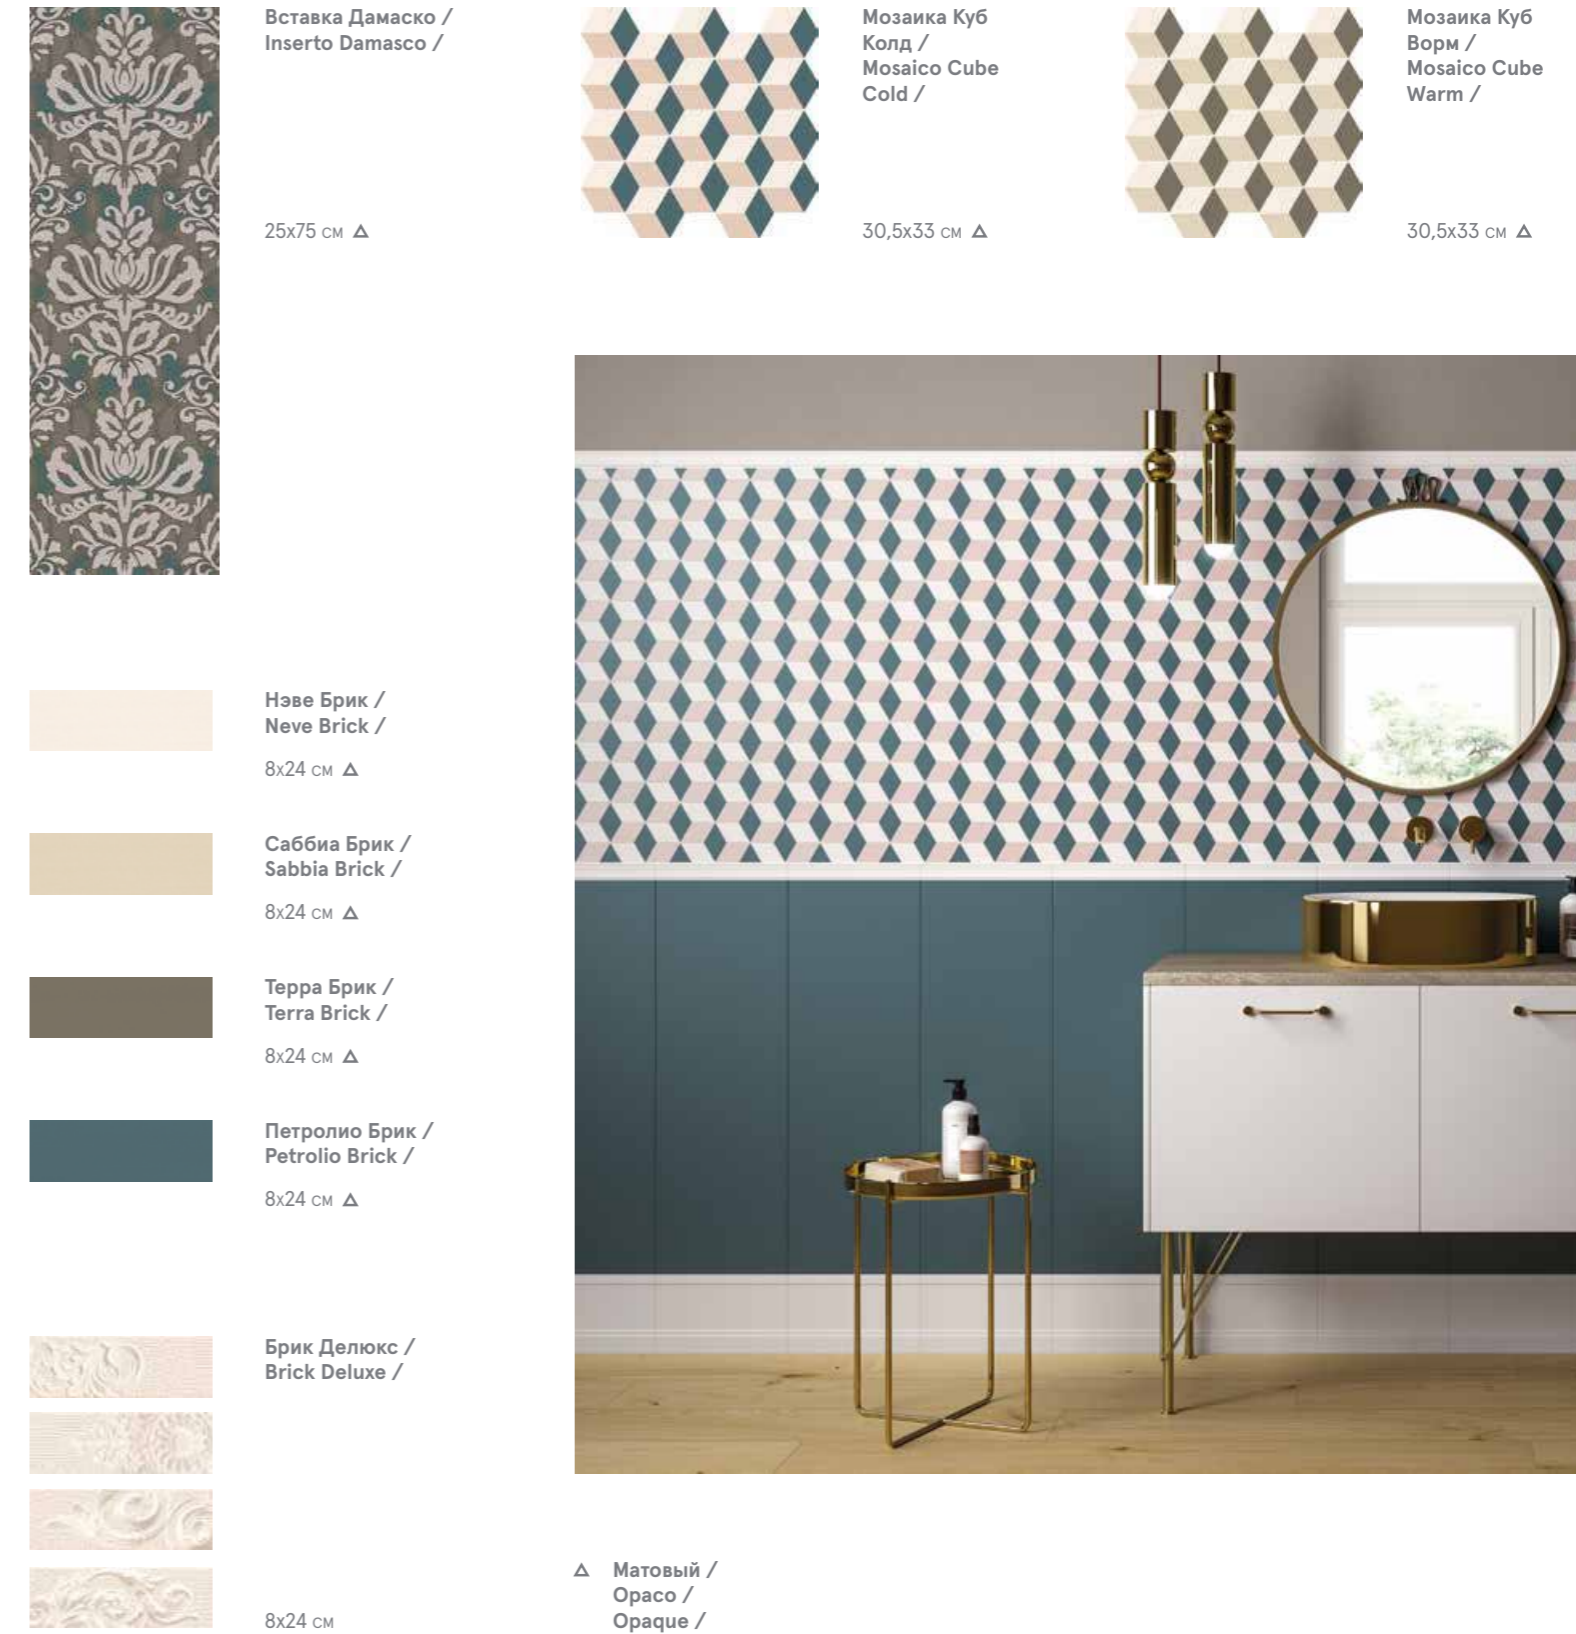 Вставка Дамаско /
Inserto Damasco /
25x75 см △
Мозаика Куб
Колд /
Mosaico Cube
Cold /
30,5x33 см △
Мозаика Куб
Ворм /
Mosaico Cube
Warm /
30,5x33 см △
Нэве Брик /
Neve Brick /
8x24 см △
Саббиа Брик /
Sabbia Brick /
8x24 см △
Терра Брик /
Terra Brick /
8x24 см △
Петролио Брик /
Petrolio Brick /
8x24 см △
Брик Делюкс /
Brick Deluxe /
8x24 см
△ Матовый /
Opaco /
Opaque /